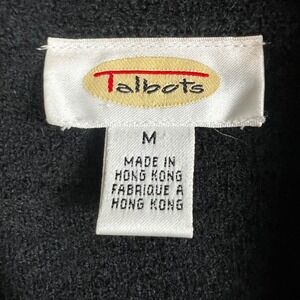 Talbots
M
MADE IN
HONG KONG
FABRIQUE A
HONG KONG